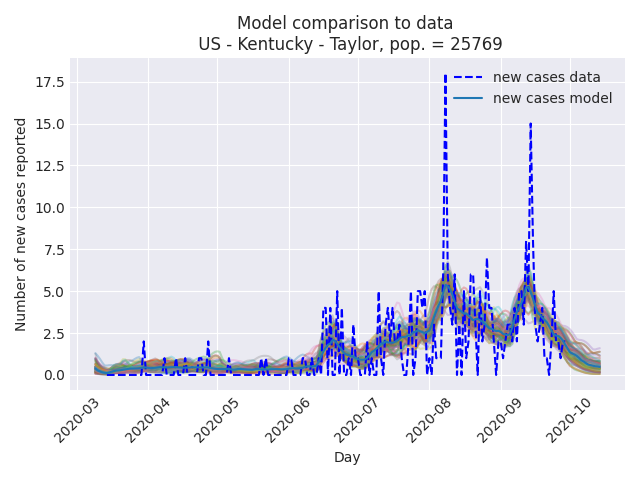 Model comparison to data
US - Kentucky - Taylor, pop. = 25769
new cases data
new cases model
Number of new cases reported
17.5
15.0
12.5
10.0
7.5
5.0
2.5
0.0
2020-03
2020-04
2020-05
2020-06
2020-07
2020-08
2020-09
2020-10
Day